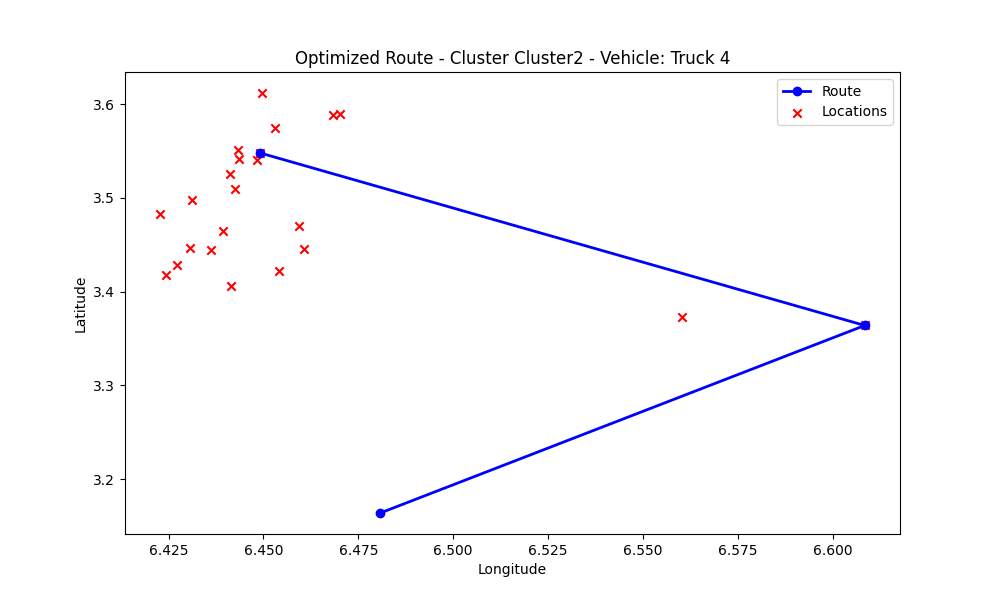 Optimized Route - Cluster Cluster2 - Vehicle: Truck 4
Route
Locations
3.6
3.5
3.4
3.3
3.2
Latitude
6.425 6.450 6.475 6.500 6.525 6.550 6.575 6.600
Longitude